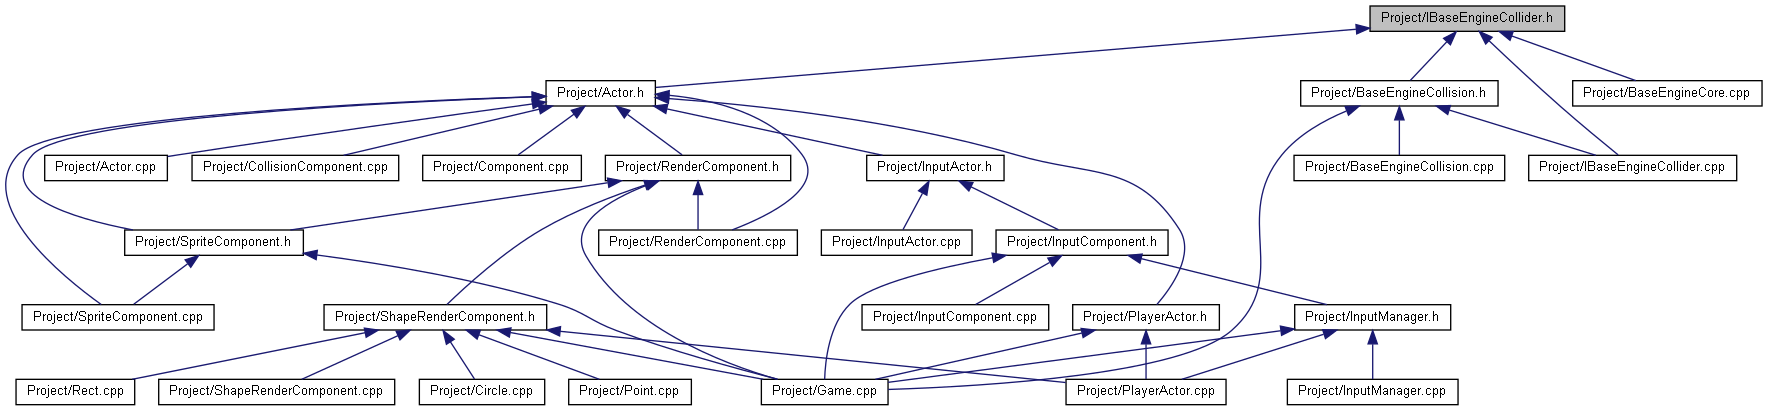 Project/IBaseEngineCollider.h
Project/Actor.h
Project/BaseEngineCollision.h
Project/BaseEngineCore.cpp
Project/Actor.cpp
Project/CollisionComponent.cpp
Project/Component.cpp
Project/RenderComponent.h
Project/InputActor.h
Project/BaseEngineCollision.cpp
Project/IBaseEngineCollider.cpp
Project/SpriteComponent.h
Project/RenderComponent.cpp
Project/InputActor.cpp
Project/InputComponent.h
Project/SpriteComponent.cpp
Project/ShapeRenderComponent.h
Project/InputComponent.cpp
Project/PlayerActor.h
Project/InputManager.h
Project/Rect.cpp
Project/ShapeRenderComponent.cpp
Project/Circle.cpp
Project/Point.cpp
Project/Game.cpp
Project/PlayerActor.cpp
Project/InputManager.cpp